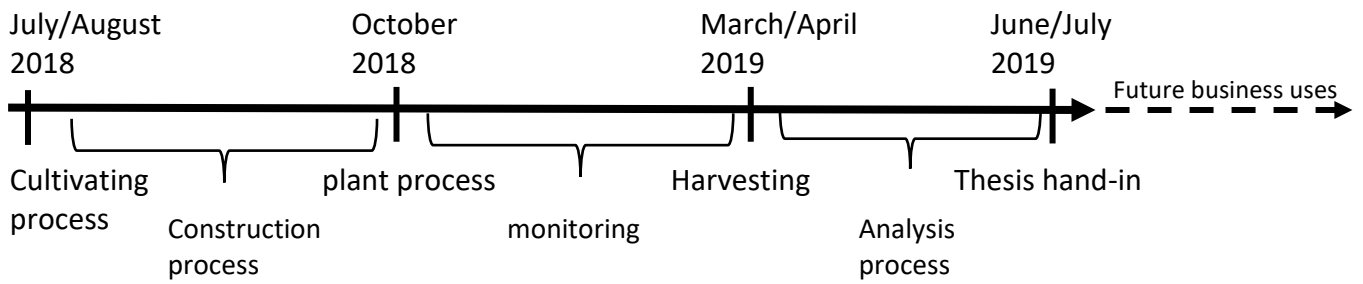 July/August
2018
October
2018
March/April
2019
June/July
2019
Future business uses
Cultivating
process
plant process
Harvesting
Thesis hand-in
Construction
process
monitoring
Analysis
process